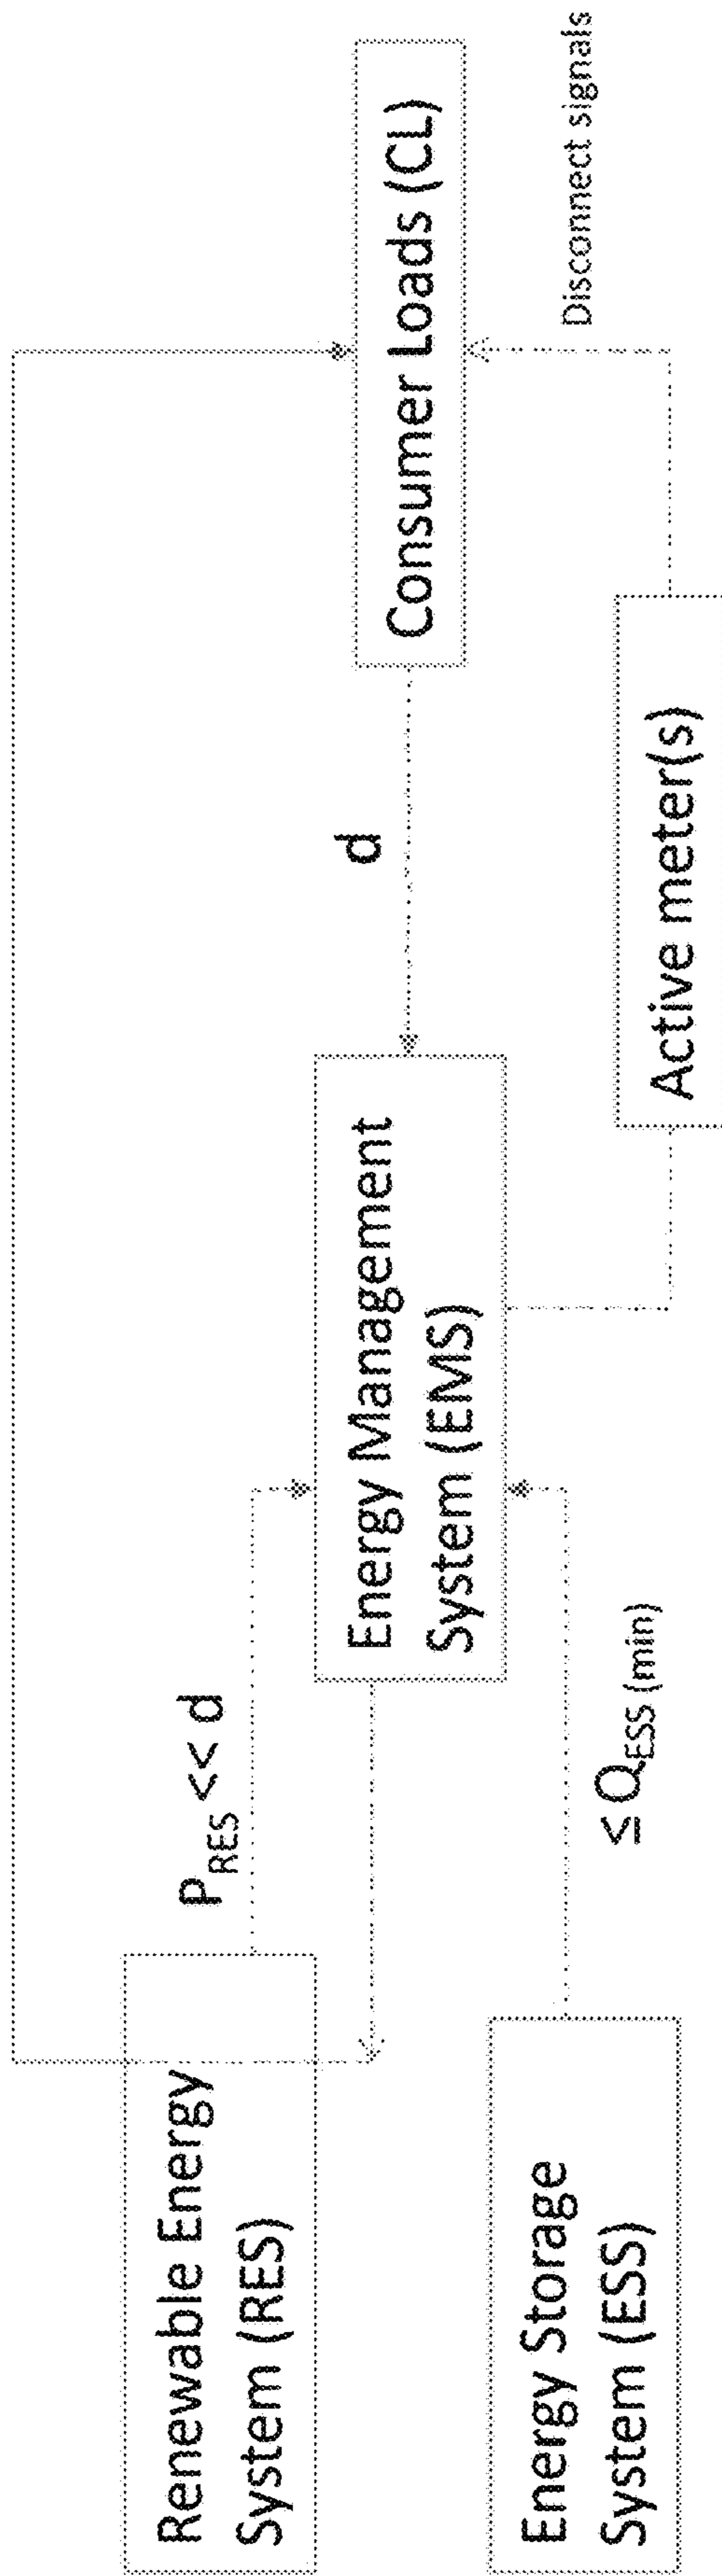 Renewable Energy
System (RES)
P_RES << d
Energy Management
System (EMS)
d
Consumer Loads (CL)
Energy Storage
System (ESS)
≤ Q_ESS (min)
Active meter(s)
Disconnect signals